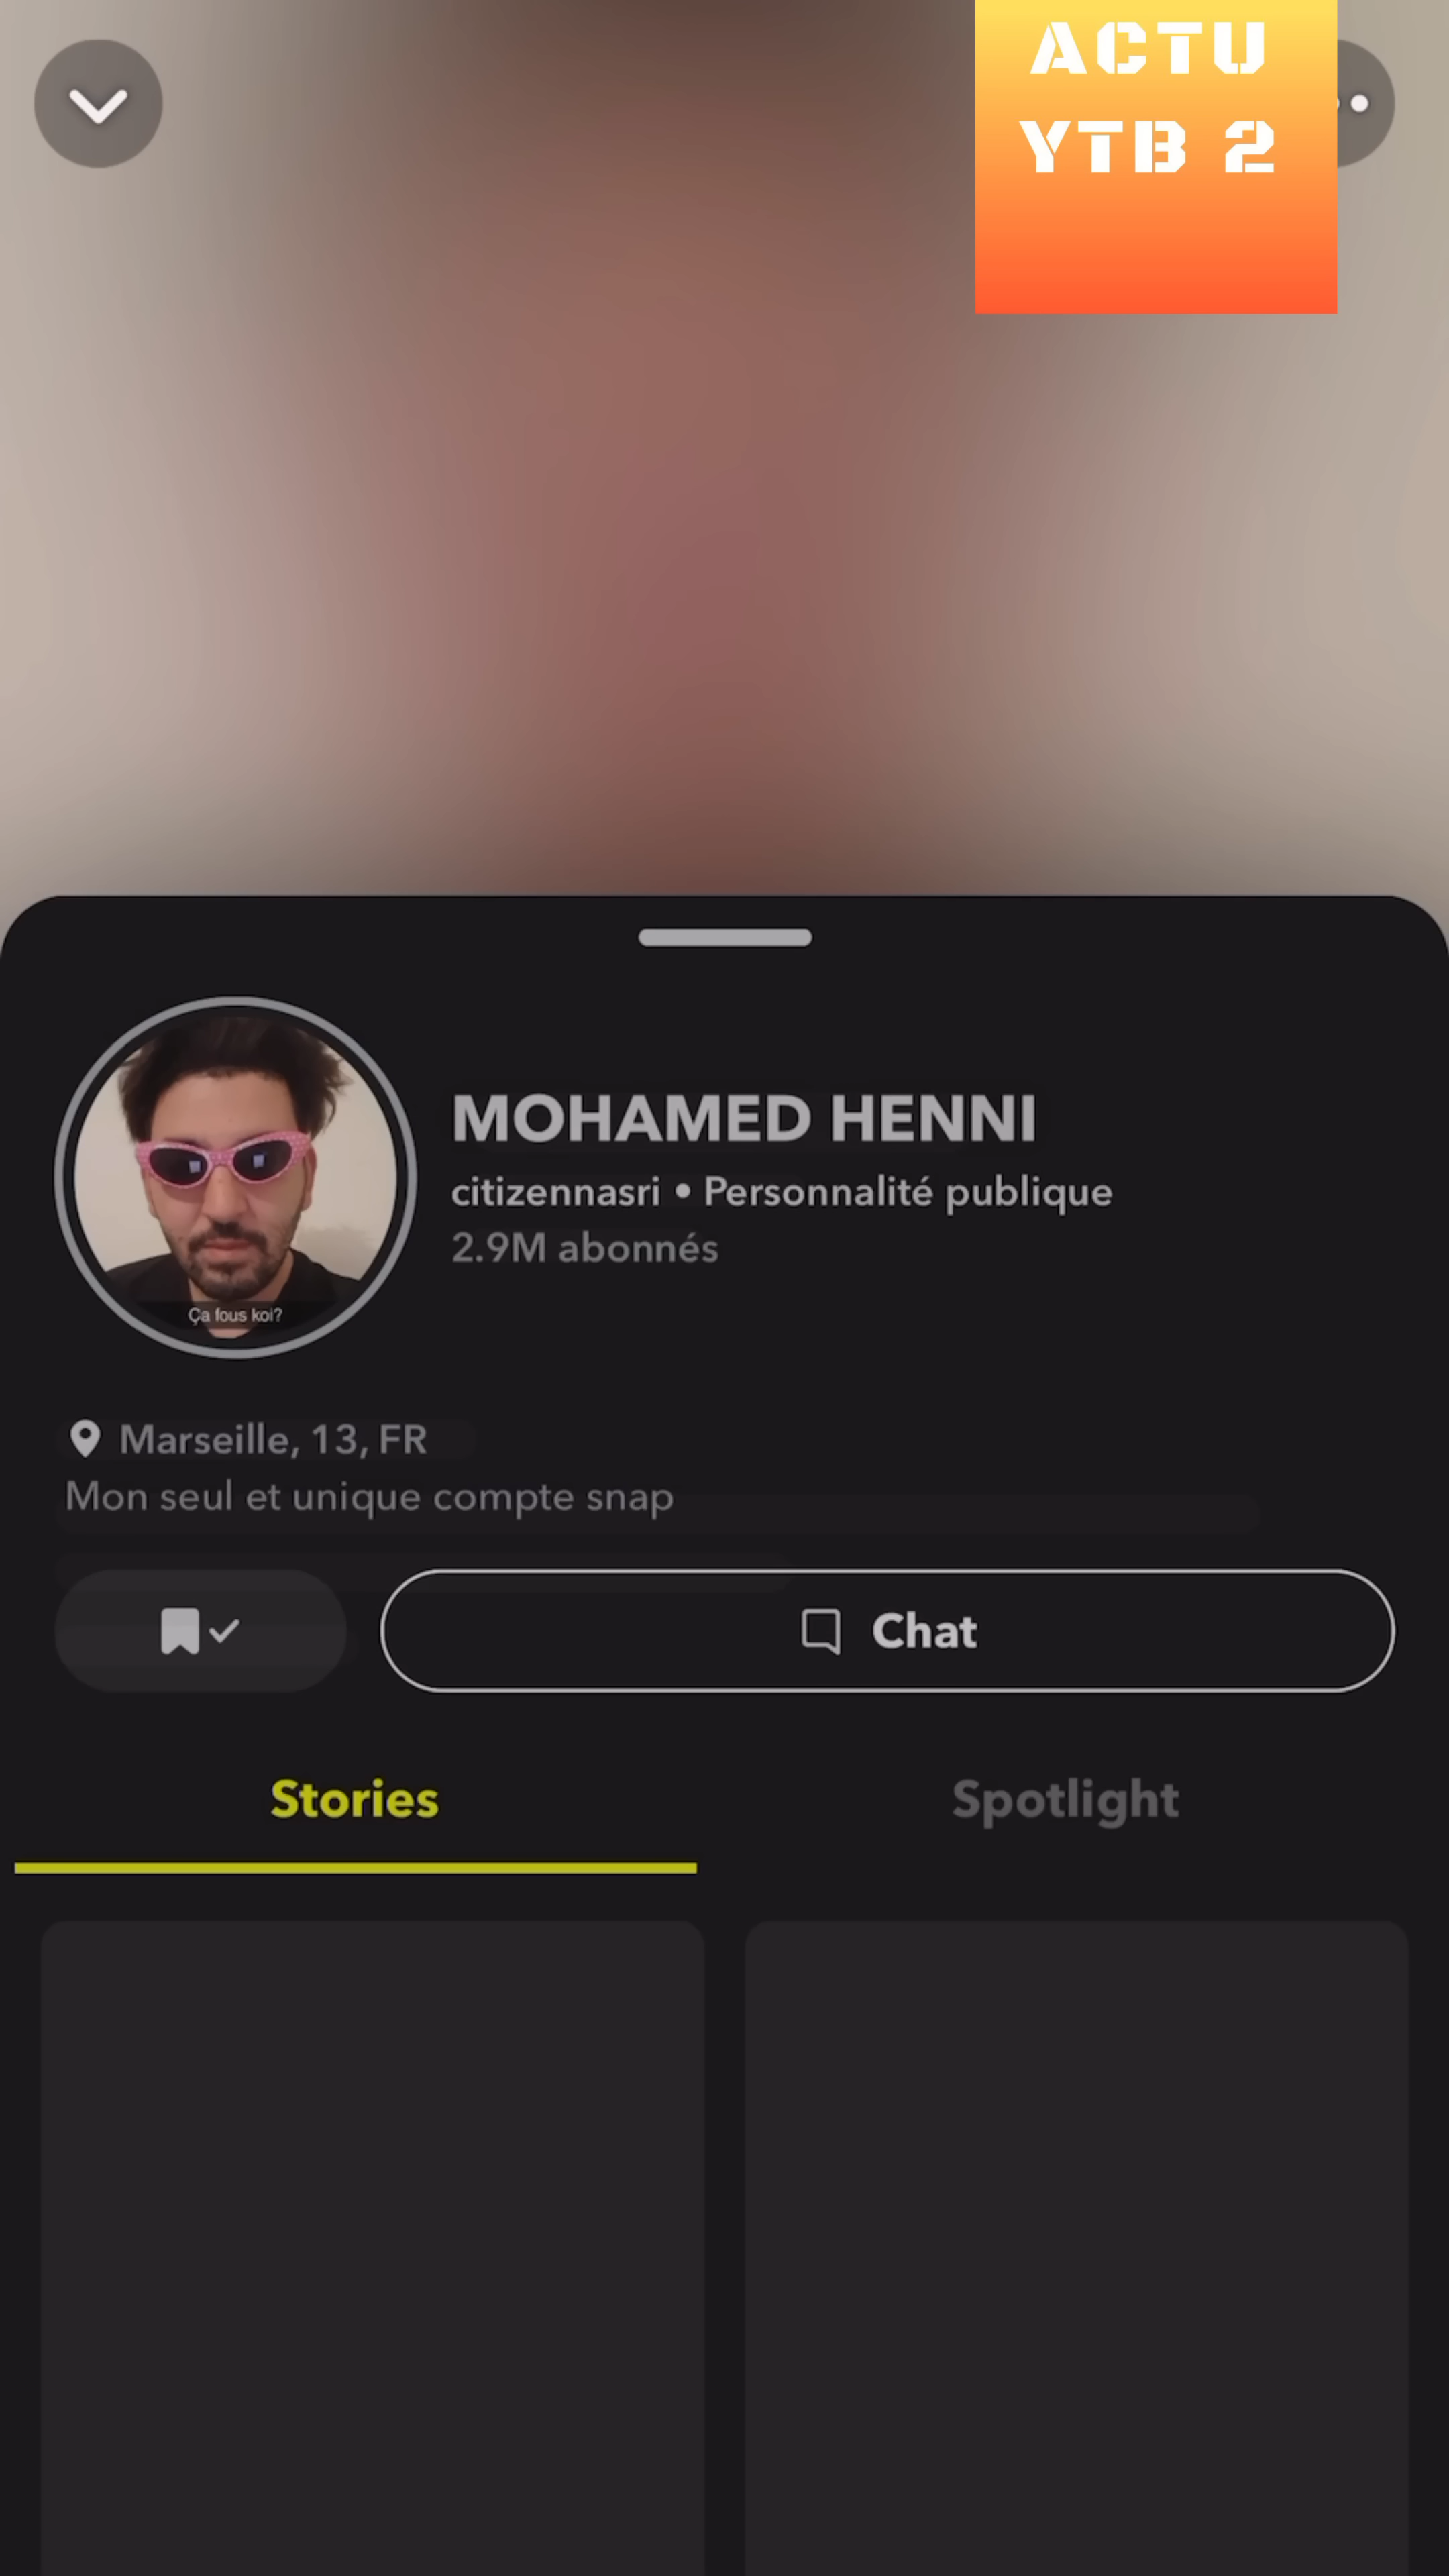 ACTU
YTB 2
MOHAMED HENNI
citizennasri • Personnalité publique
2.9M abonnés
Ça fous koi?
Marseille, 13, FR
Mon seul et unique compte snap
Chat
Stories
Spotlight